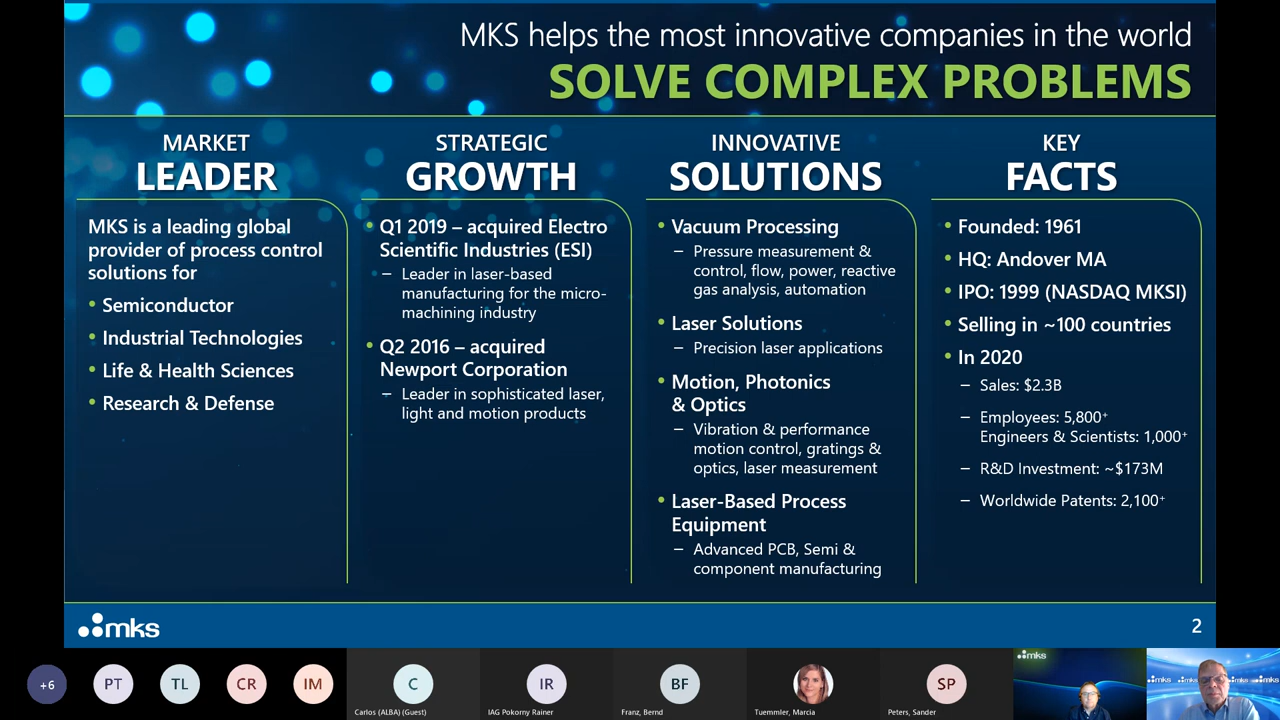 MKS helps the most innovative companies in the world
SOLVE COMPLEX PROBLEMS
MARKET
LEADER
MKS is a leading global
provider of process control
solutions for
• Semiconductor
• Industrial Technologies
• Life & Health Sciences
• Research & Defense
STRATEGIC
GROWTH
• Q1 2019 – acquired Electro
Scientific Industries (ESI)
– Leader in laser-based
manufacturing for the micro-
machining industry
• Q2 2016 – acquired
Newport Corporation
– Leader in sophisticated laser,
light and motion products
INNOVATIVE
SOLUTIONS
• Vacuum Processing
– Pressure measurement &
control, flow, power, reactive
gas analysis, automation
• Laser Solutions
– Precision laser applications
• Motion, Photonics
& Optics
– Vibration & performance
motion control, gratings &
optics, laser measurement
• Laser-Based Process
Equipment
– Advanced PCB, Semi &
component manufacturing
KEY
FACTS
• Founded: 1961
• HQ: Andover MA
• IPO: 1999 (NASDAQ MKSI)
• Selling in ~100 countries
• In 2020
– Sales: $2.3B
– Employees: 5,800⁺
Engineers & Scientists: 1,000⁺
– R&D Investment: ~$173M
– Worldwide Patents: 2,100⁺
mks
2
+6
PT
TL
CR
IM
C
Carlos (ALBA) (Guest)
IR
IAG Pokorny Rainer
BF
Franz, Bernd
Tuemmler, Marcia
SP
Peters, Sander
mks
mks mks mks mks